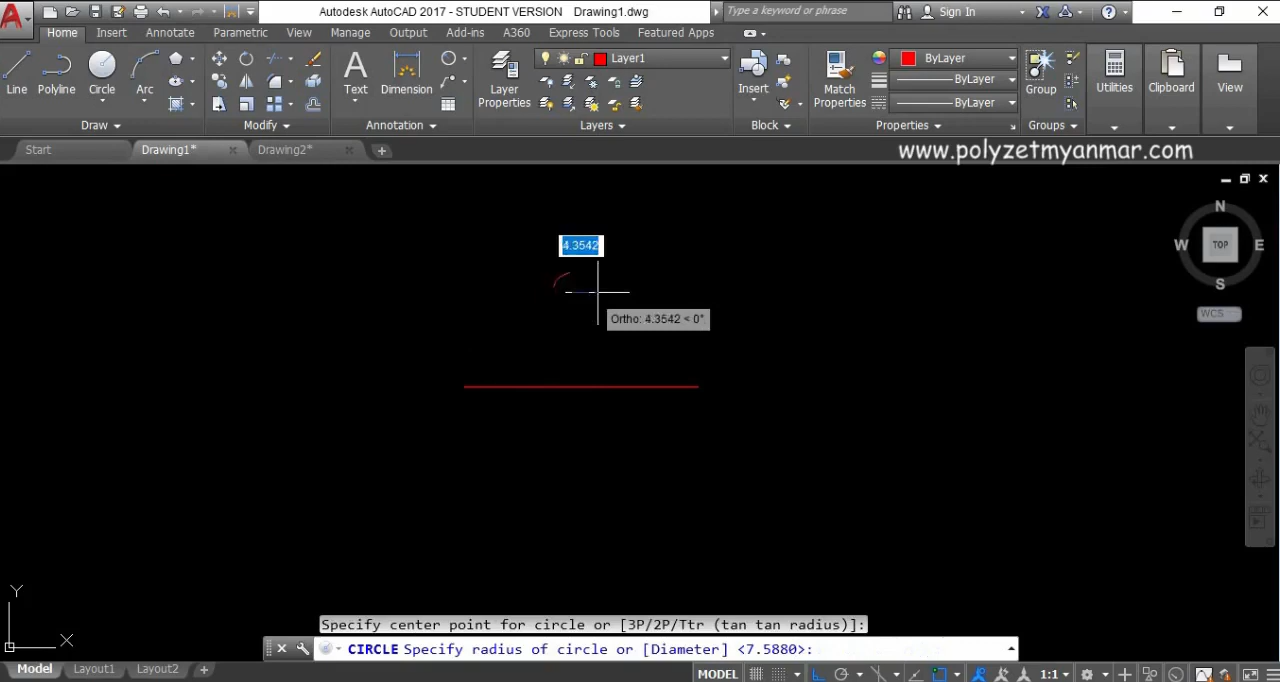 Autodesk AutoCAD 2017 - STUDENT VERSION Drawing1.dwg
Type a keyword or phrase
Sign In
Home Insert Annotate Parametric View Manage Output Add-ins A360 Express Tools Featured Apps
Line Polyline Circle Arc
Text Dimension
Layer Properties
Layer1
Insert
Match Properties
ByLayer
ByLayer
ByLayer
Group
Utilities
Clipboard
View
Draw Modify Annotation Layers Block Properties Groups
Start Drawing1* Drawing2*
www.polyzetmyanmar.com
N
W TOP E
S
WCS
4.3542
Ortho: 4.3542 < 0°
Y
X
Specify center point for circle or [3P/2P/Ttr (tan tan radius)]:
CIRCLE Specify radius of circle or [Diameter] <7.5880>:
Model Layout1 Layout2
MODEL 1:1